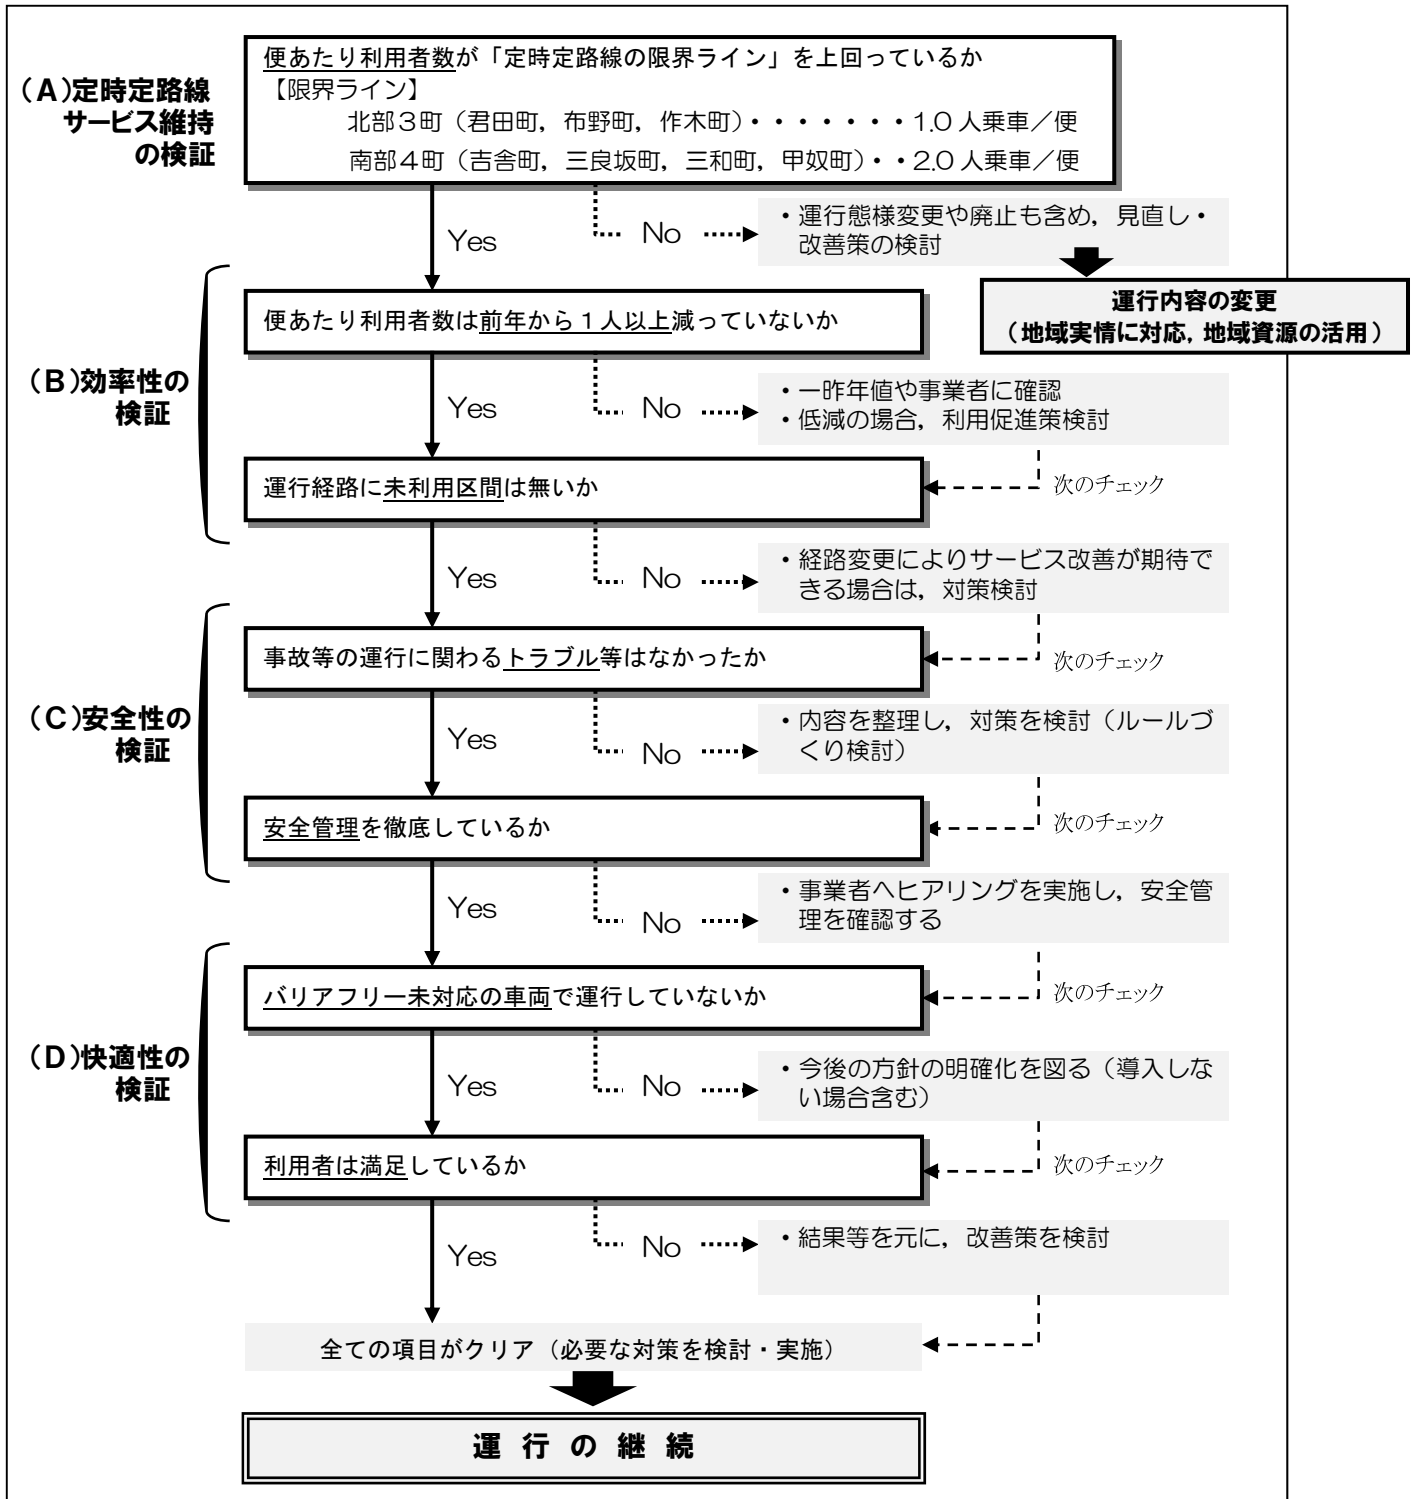 便あたり利用者数が「定時定路線の限界ライン」を上回っているか
【限界ライン】
北部３町（君田町，布野町，作木町）・・・・・・・1.0 人乗車／便
南部４町（吉舎町，三良坂町，三和町，甲奴町）・・2.0 人乗車／便
（A）定時定路線
サービス維持
の検証
Yes
No
・運行態様変更や廃止も含め，見直し・
改善策の検討
運行内容の変更
（地域実情に対応，地域資源の活用）
（B）効率性の
検証
便あたり利用者数は前年から１人以上減っていないか
Yes
No
・一昨年値や事業者に確認
・低減の場合，利用促進策検討
次のチェック
運行経路に未利用区間は無いか
Yes
No
・経路変更によりサービス改善が期待で
きる場合は，対策検討
次のチェック
（C）安全性の
検証
事故等の運行に関わるトラブル等はなかったか
Yes
No
・内容を整理し，対策を検討（ルールづ
くり検討）
次のチェック
安全管理を徹底しているか
Yes
No
・事業者へヒアリングを実施し，安全管
理を確認する
次のチェック
（D）快適性の
検証
バリアフリー未対応の車両で運行していないか
Yes
No
・今後の方針の明確化を図る（導入しな
い場合含む）
次のチェック
利用者は満足しているか
Yes
No
・結果等を元に，改善策を検討
全ての項目がクリア（必要な対策を検討・実施）
運 行 の 継 続